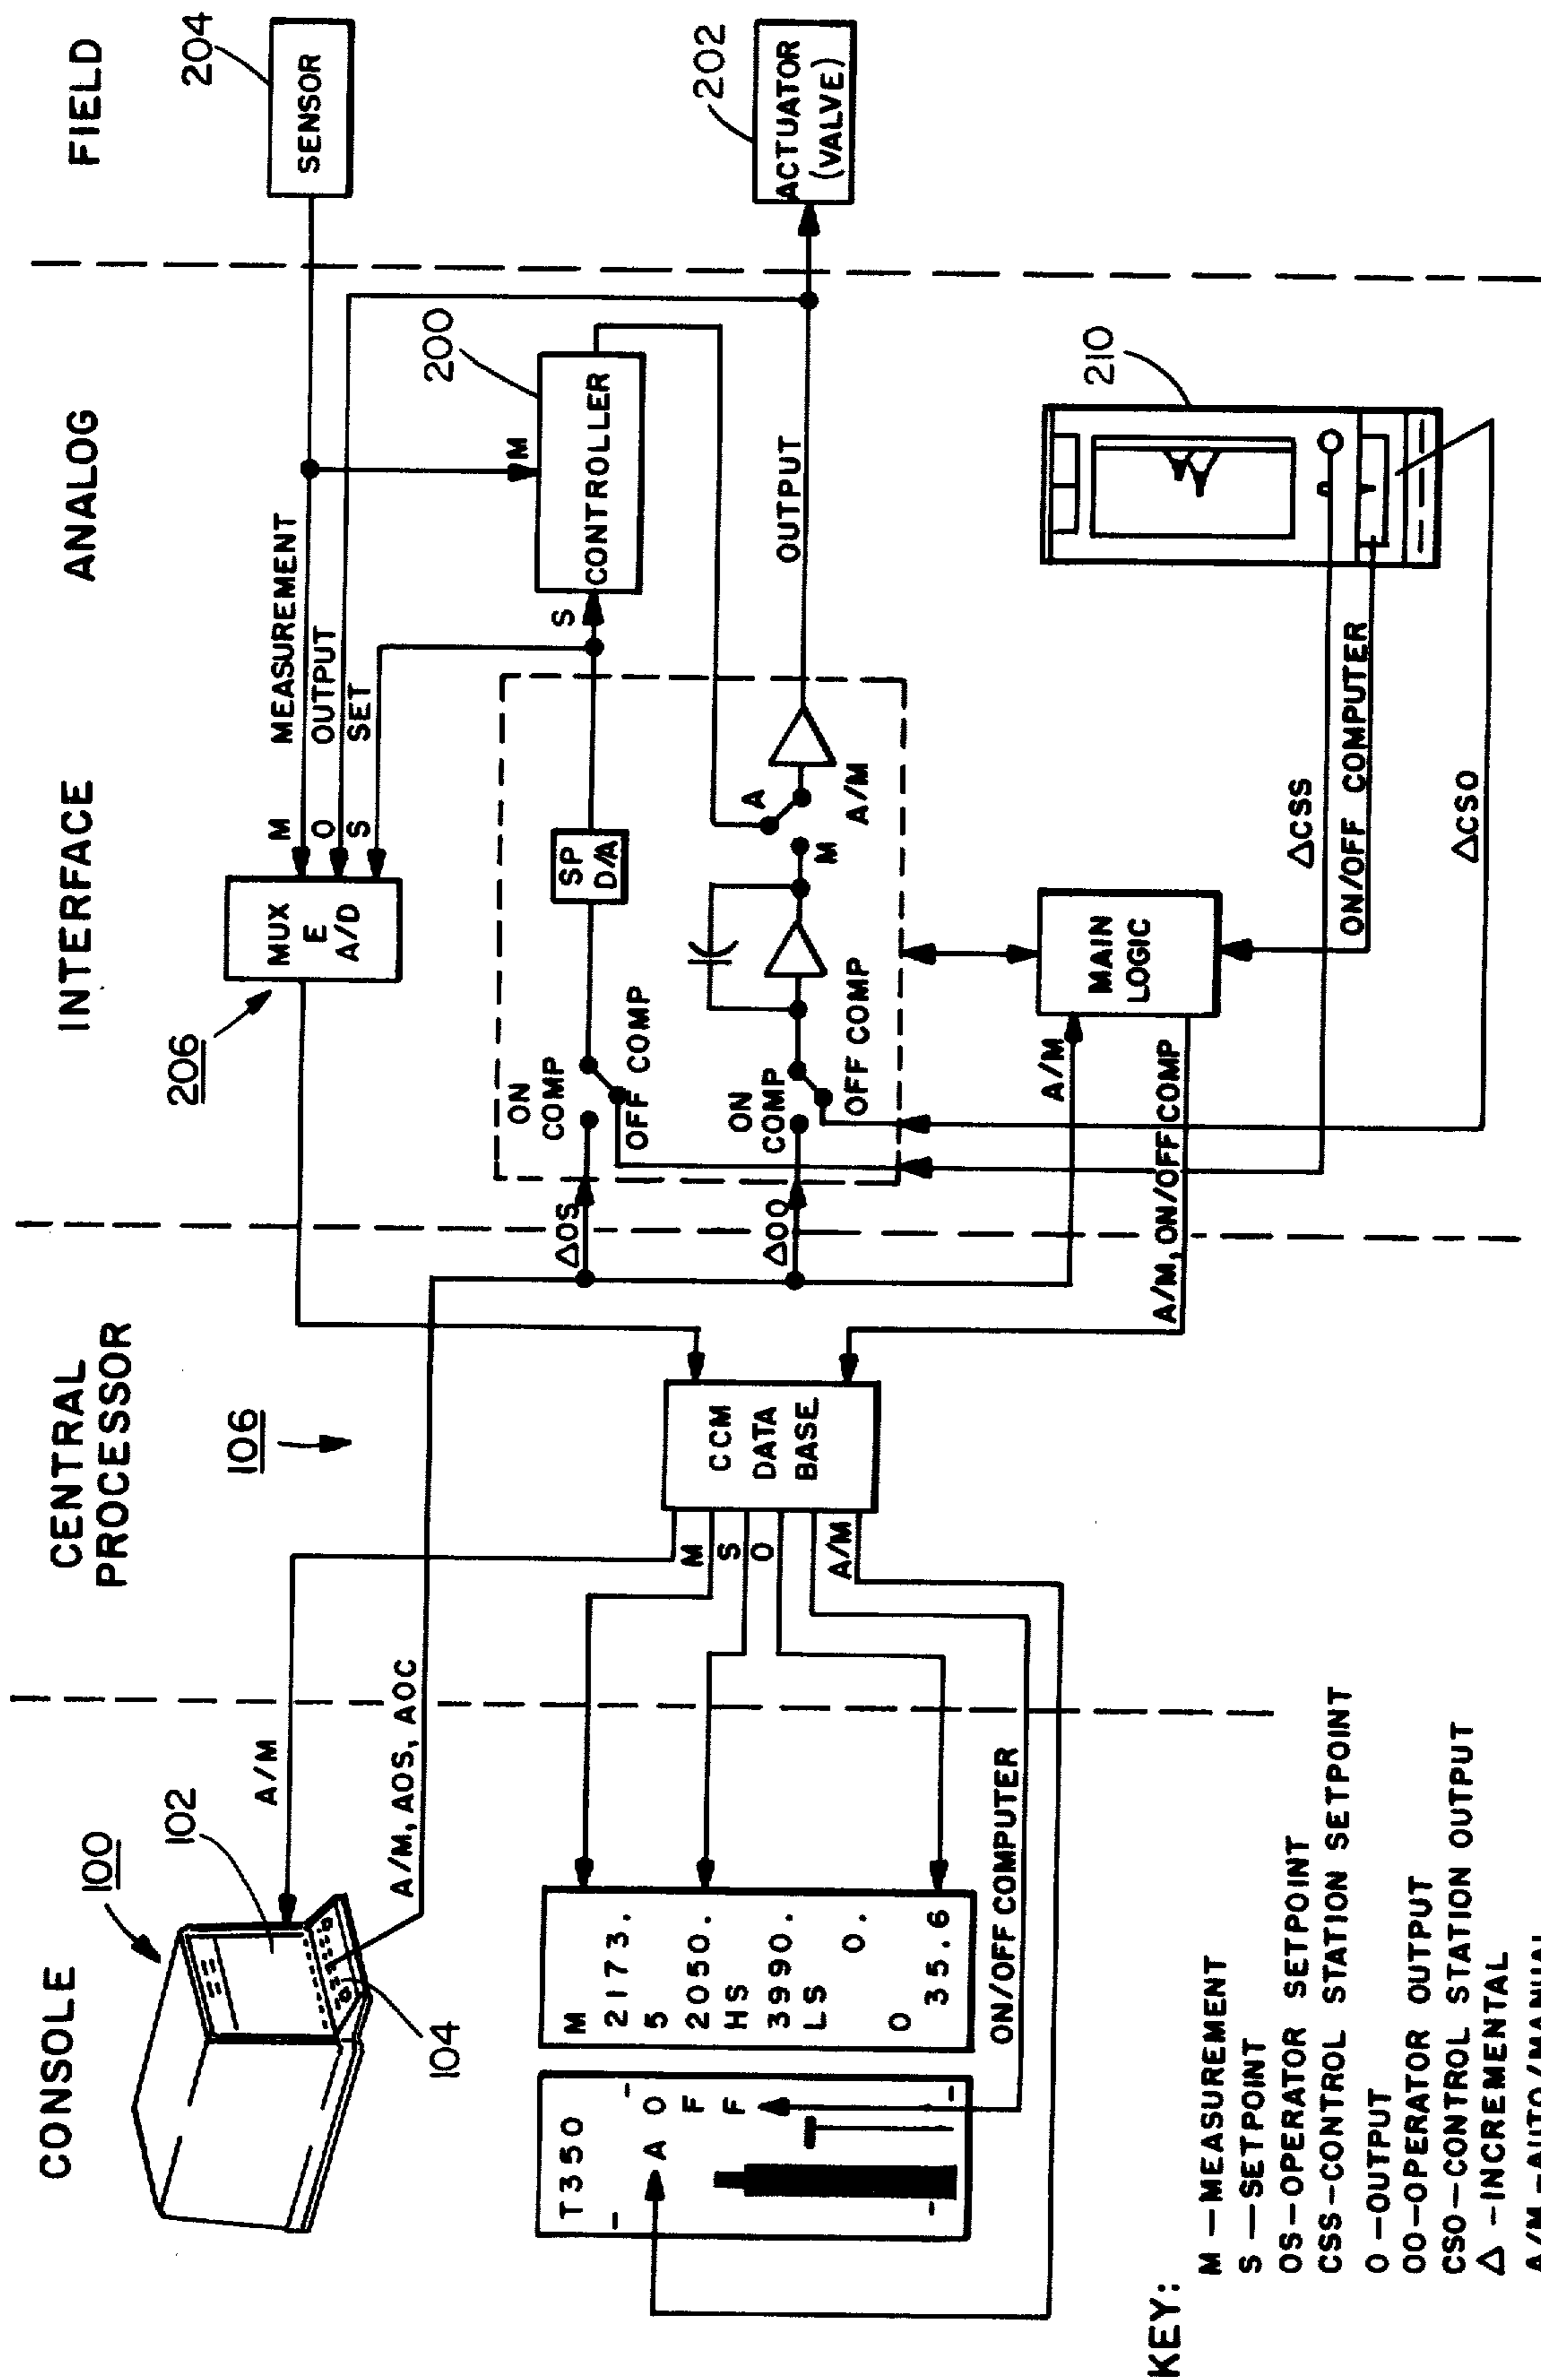 CONSOLE
CENTRAL
PROCESSOR
INTERFACE
ANALOG
FIELD
100
102
104
A/M
A/M, AOS, AOC
106
206
MUX
E
A/D
M MEASUREMENT
O OUTPUT
S SET
204
SENSOR
200
M
S
CONTROLLER
202
ACTUATOR
(VALVE)
OUTPUT
ΔOS
ON
COMP
OFF COMP
SP
D/A
A
M
A/M
ΔOO
ON
COMP
OFF COMP
T350
A
O
F
F
M
2173.
5
2050.
HS
3990.
LS
0.
O
35.6
CCM
DATA
BASE
M
S
O
A/M
ON/OFF COMPUTER
A/M
A/M, ON/OFF COMP
MAIN
LOGIC
ΔCSS
ON/OFF COMPUTER
ΔCSO
210
KEY:
M — MEASUREMENT
S — SETPOINT
OS-OPERATOR SETPOINT
CSS-CONTROL STATION SETPOINT
O -OUTPUT
OO-OPERATOR OUTPUT
CSO-CONTROL STATION OUTPUT
Δ -INCREMENTAL
A/M -AUTO/MANUAL